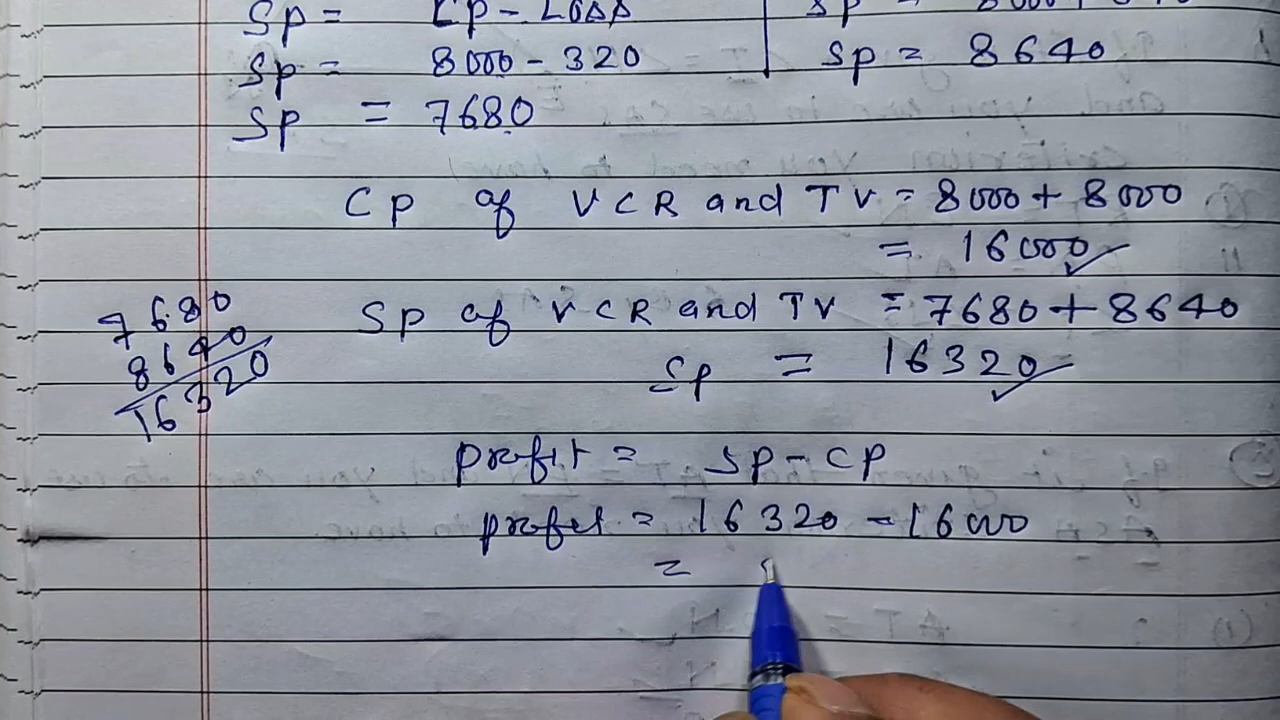 SP = CP - Loss
SP = 8000 - 320
SP = 7680
SP = 8640
CP of VCR and TV = 8000 + 8000
= 16000
SP of VCR and TV = 7680 + 8640
SP = 16320
7680
8640
16320
profit = SP - CP
profit = 16320 - 16000
=